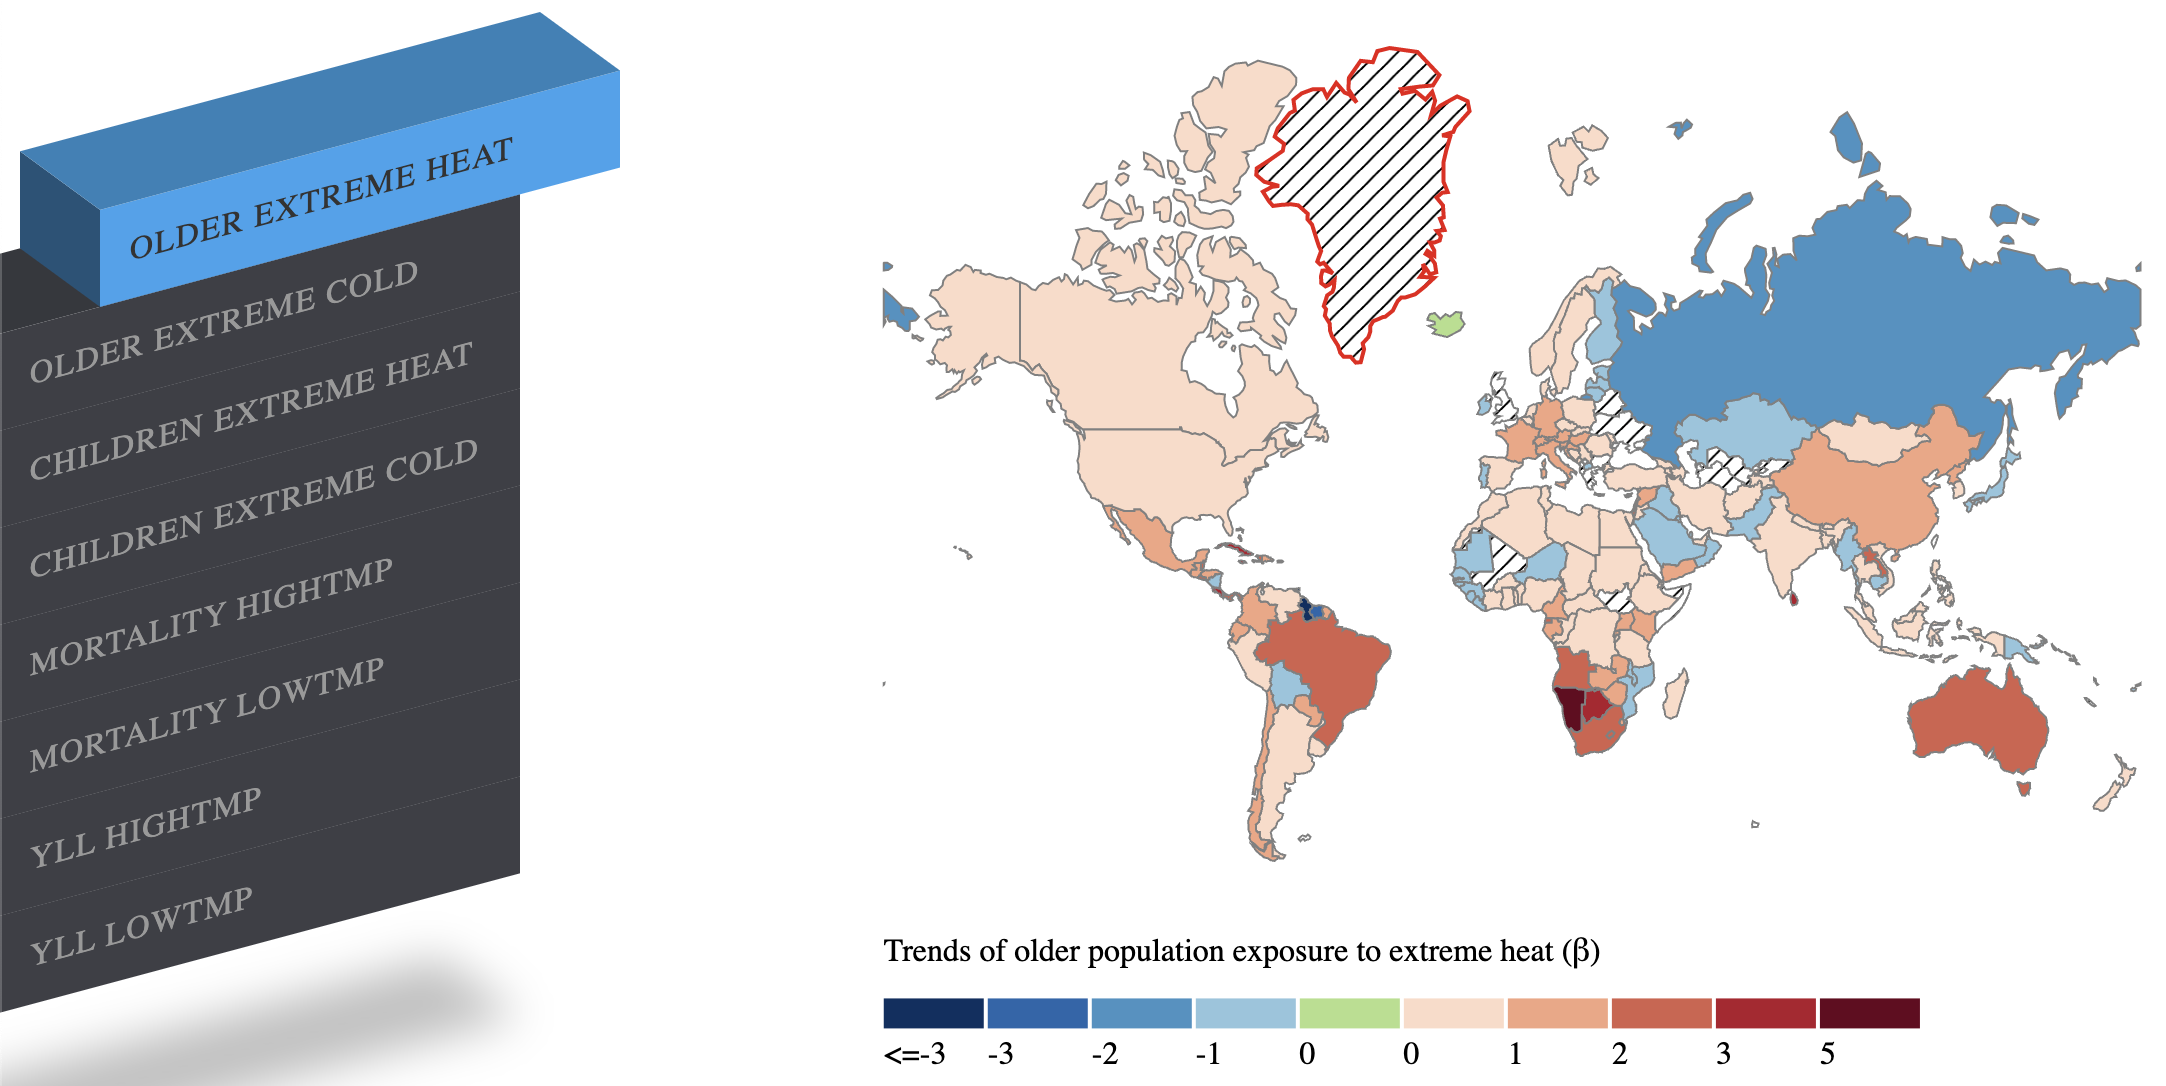 OLDER EXTREME HEAT
OLDER EXTREME COLD
CHILDREN EXTREME HEAT
CHILDREN EXTREME COLD
MORTALITY HIGHTMP
MORTALITY LOWTMP
YLL HIGHTMP
YLL LOWTMP
Trends of older population exposure to extreme heat (β)
<=-3 -3 -2 -1 0 0 1 2 3 5